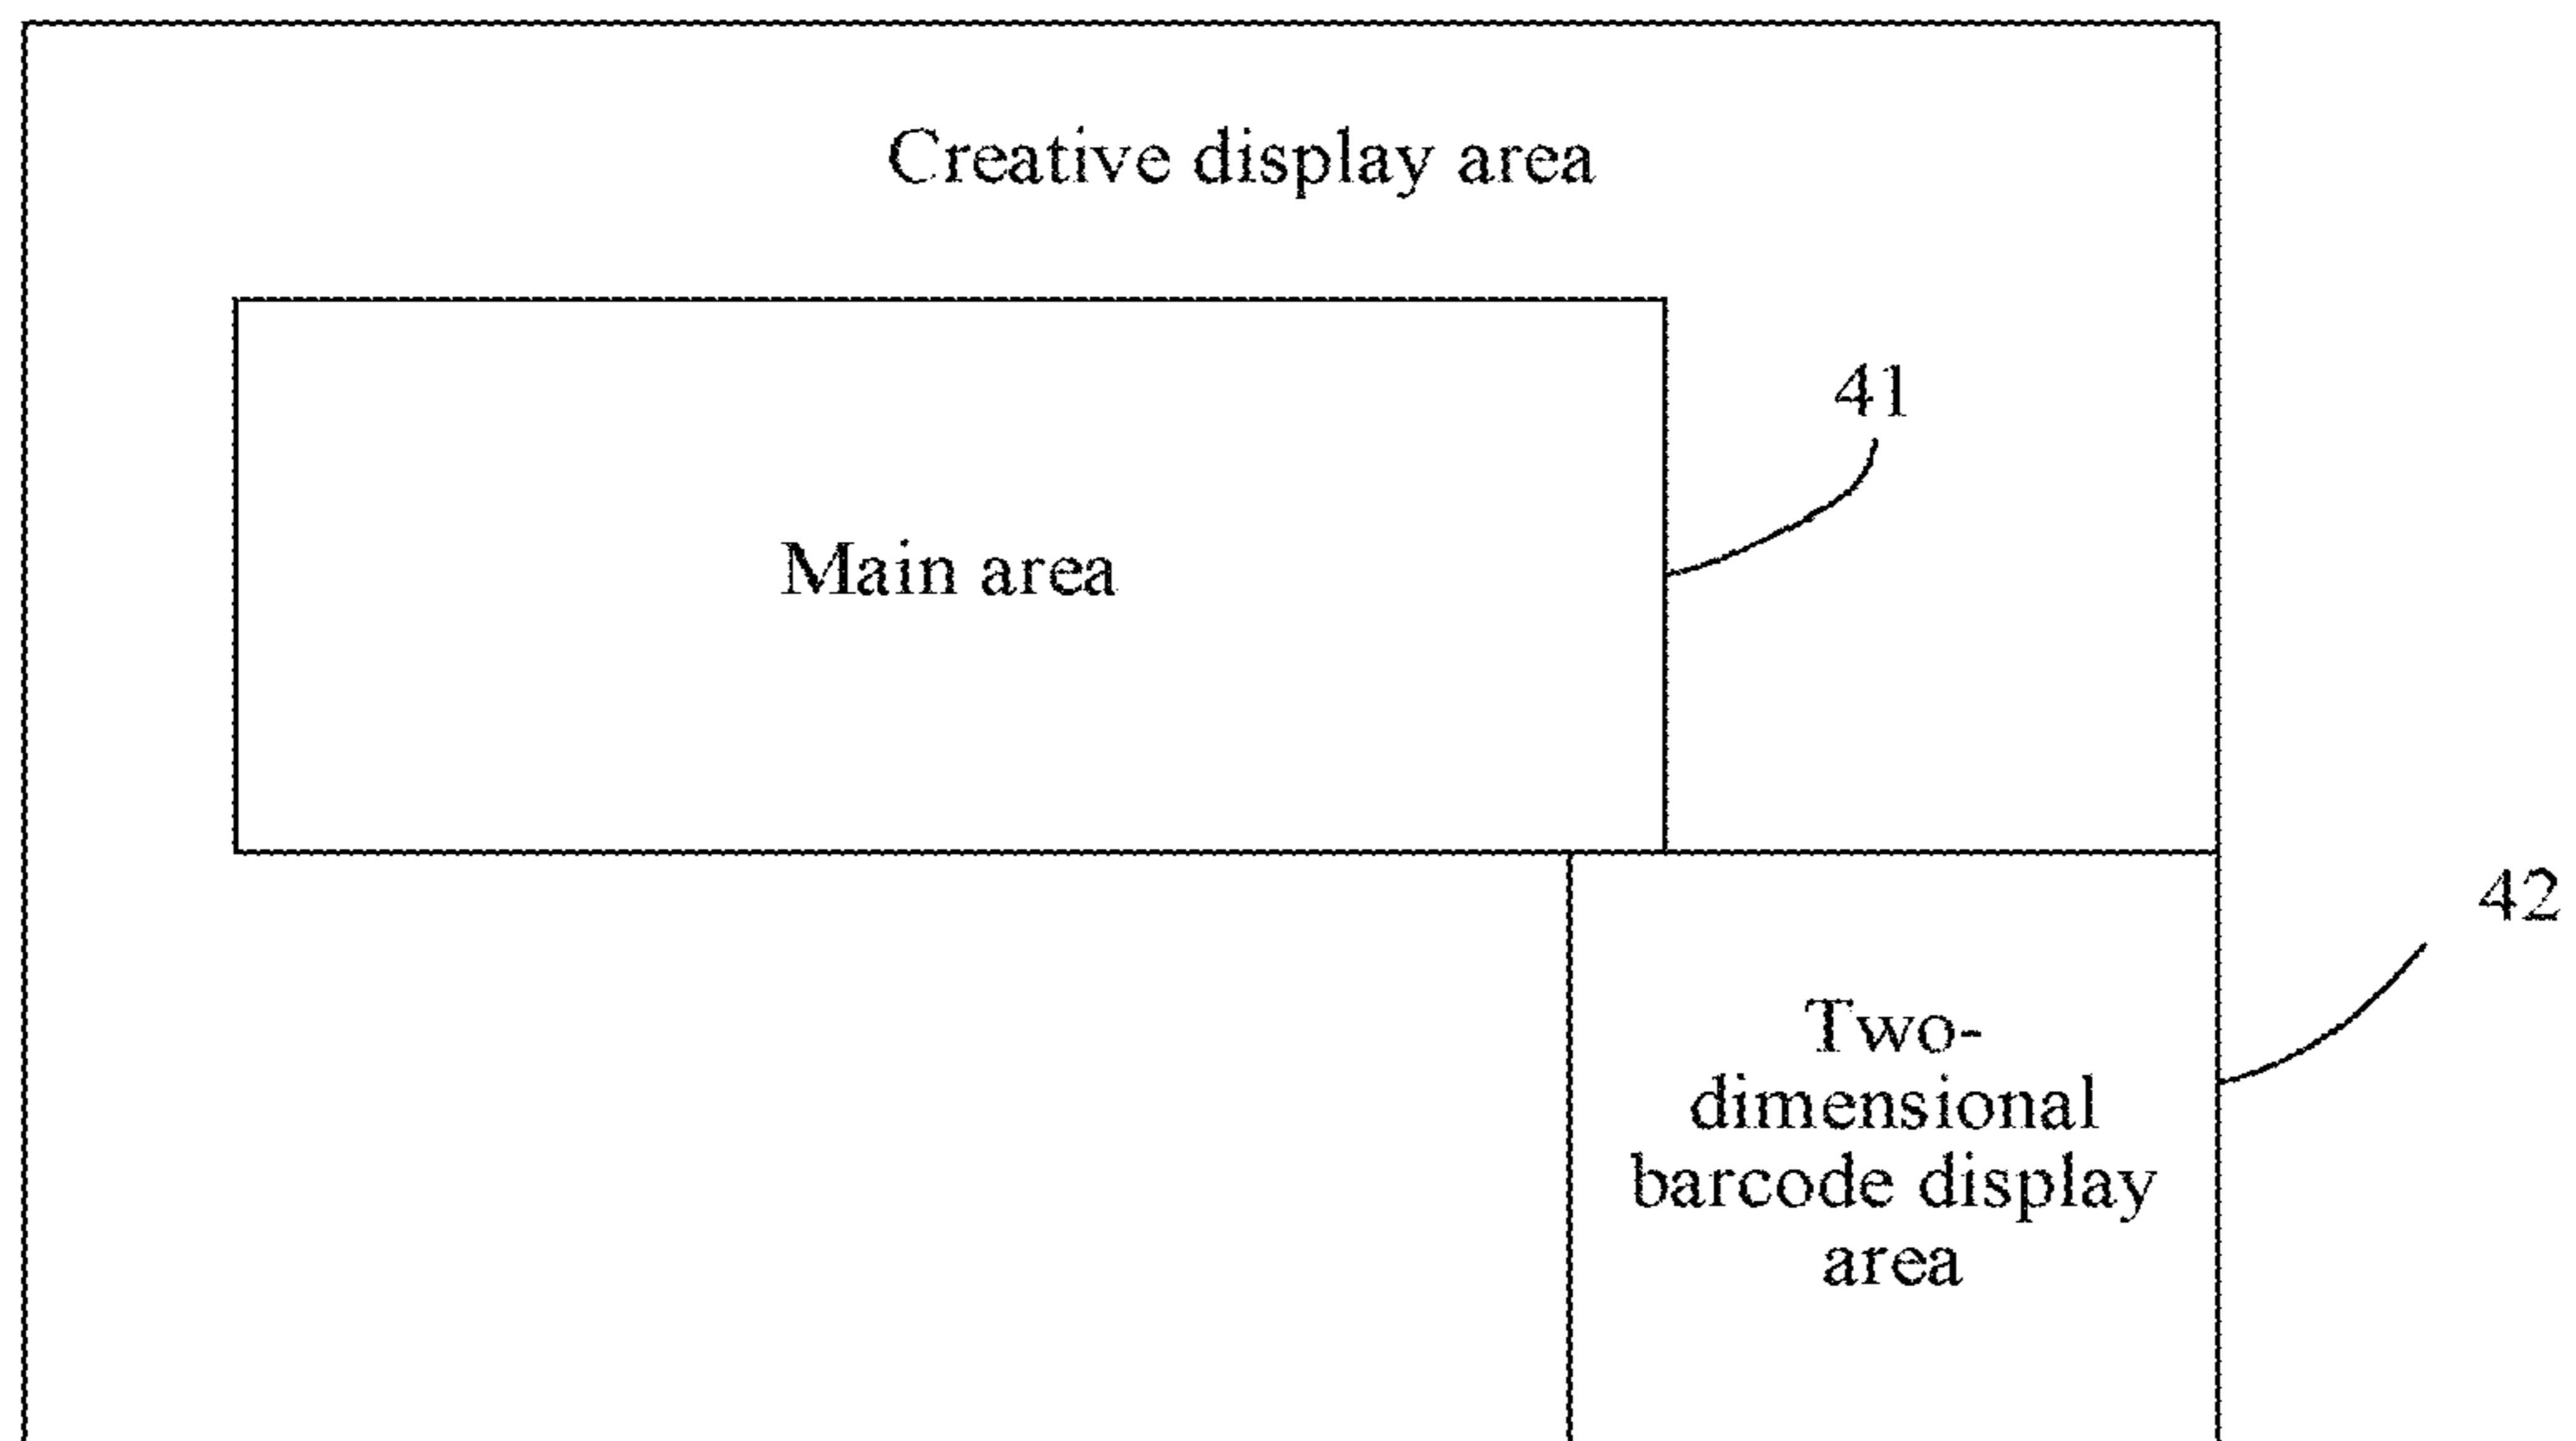 Creative display area
41
Main area
42
Two-
dimensional
barcode display
area